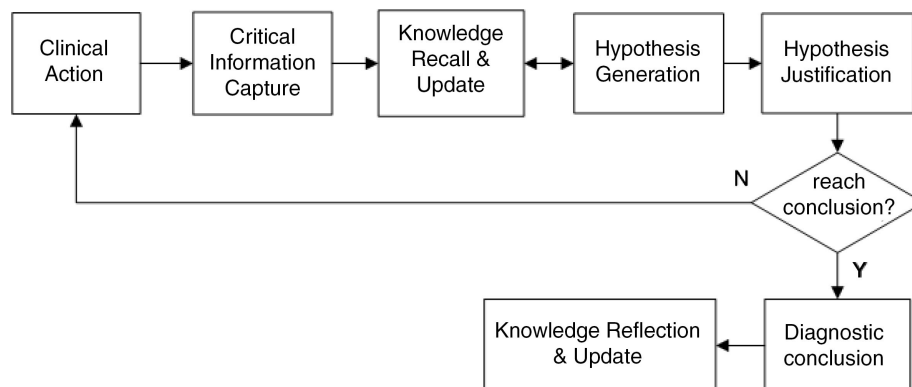 Clinical
Action
Critical
Information
Capture
Knowledge
Recall &
Update
Hypothesis
Generation
Hypothesis
Justification
reach
conclusion?
N
Y
Diagnostic
conclusion
Knowledge Reflection
& Update